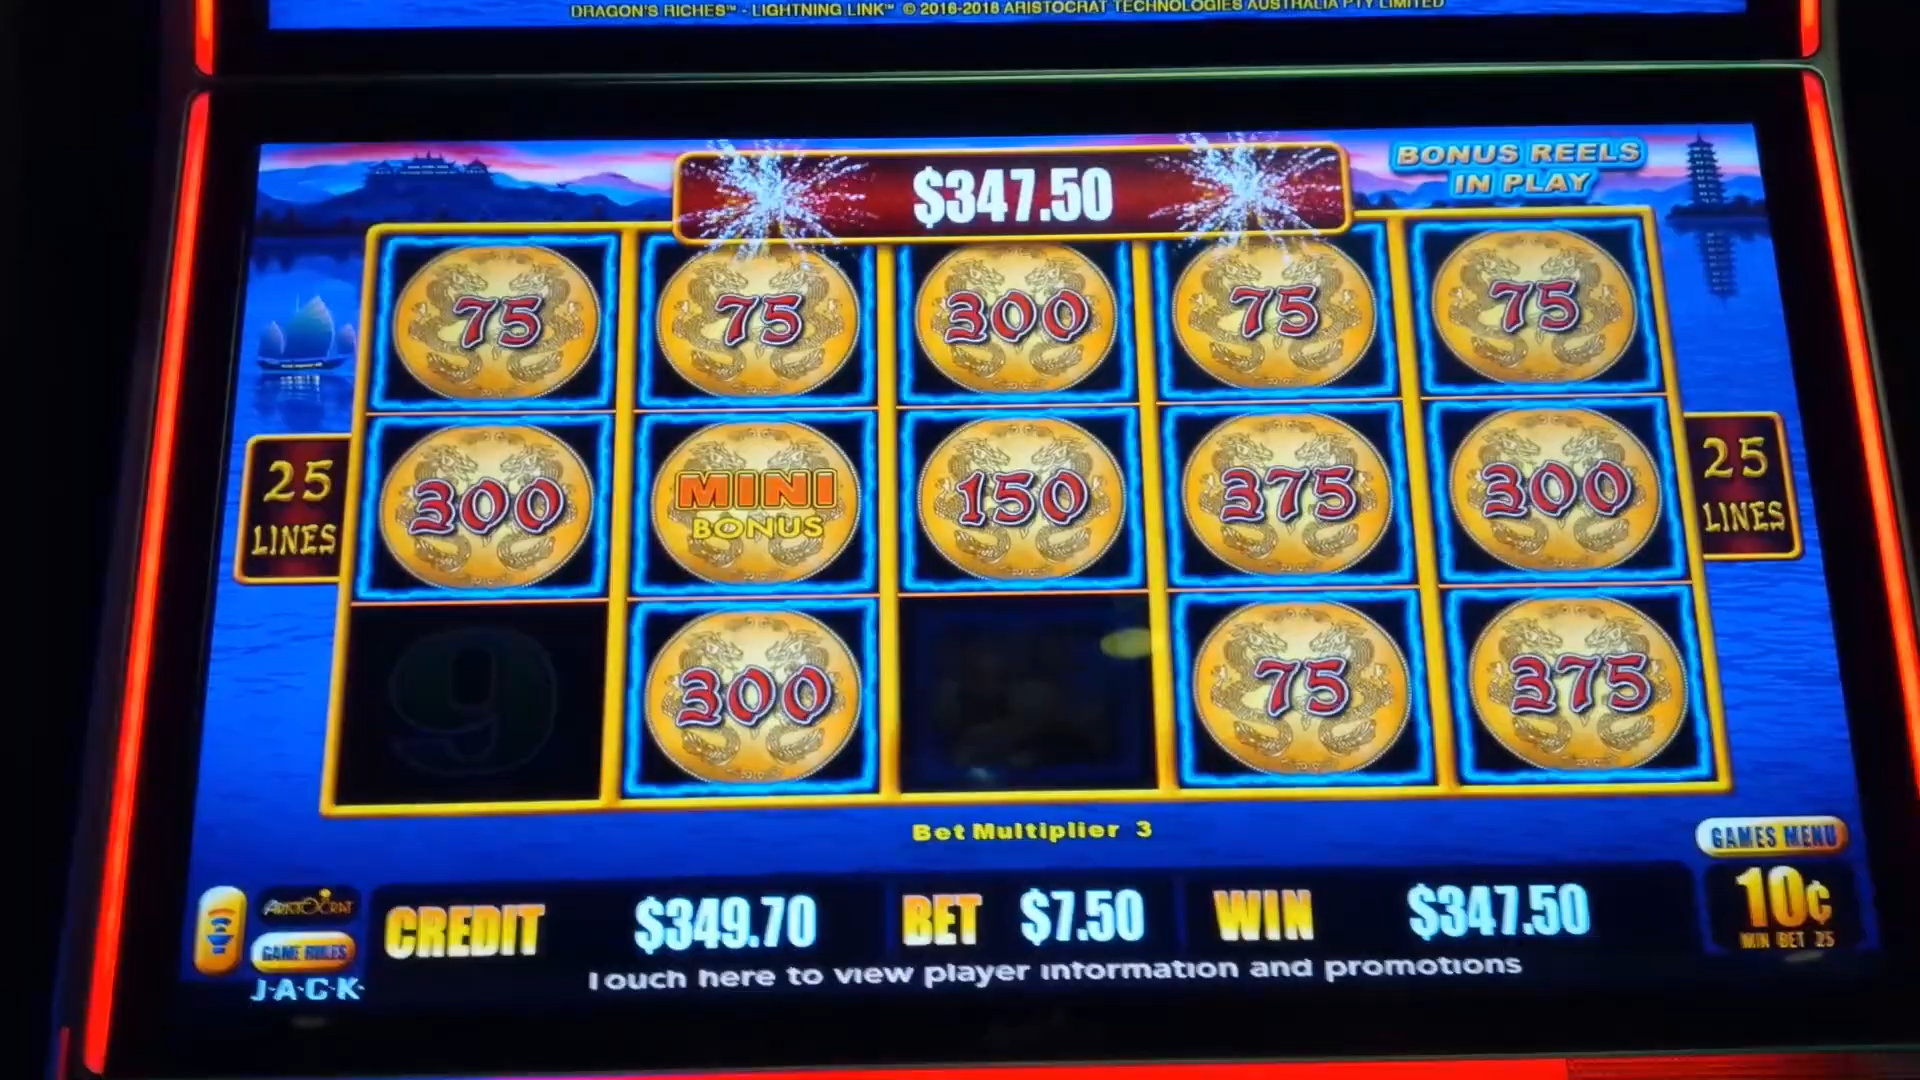 DRAGON'S RICHES™ - LIGHTNING LINK™ © 2016-2018 ARISTOCRAT TECHNOLOGIES AUSTRALIA PTY LIMITED
$347.50
BONUS REELS
IN PLAY
75 75 300 75 75
25
LINES
300
MINI
BONUS
150 375 300
25
LINES
9
300 75 375
Bet Multiplier 3
GAMES MENU
ARISTOCRAT
GAME RULES
J·A·C·K·
CREDIT $349.70 BET $7.50 WIN $347.50
10¢
MIN BET 25
Touch here to view player information and promotions